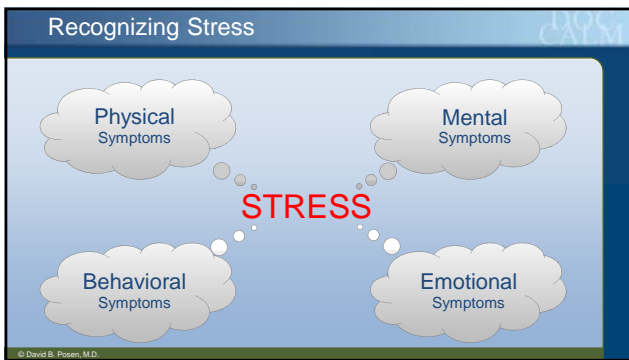 Recognizing Stress
DOC
CALM
Physical
Symptoms
Mental
Symptoms
STRESS
Behavioral
Symptoms
Emotional
Symptoms
© David B. Posen, M.D.